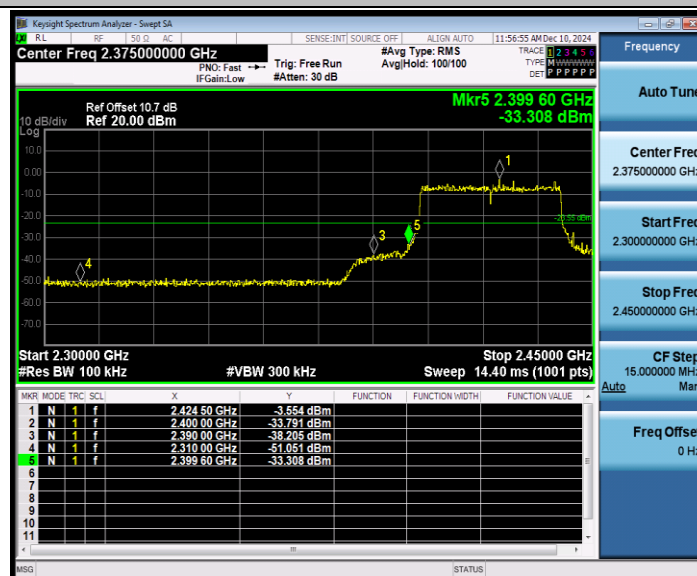 Keysight Spectrum Analyzer - Swept SA
RL RF 50 Ω AC SENSE:INT SOURCE OFF ALIGN AUTO 11:56:55 AM Dec 10, 2024
Center Freq 2.375000000 GHz
PNO: Fast
IFGain:Low
Trig: Free Run
#Atten: 30 dB
#Avg Type: RMS
Avg|Hold: 100/100
TRACE 1 2 3 4 5 6
TYPE M W W W W W
DET P P P P P P
Ref Offset 10.7 dB
10 dB/div Ref 20.00 dBm
Log
Mkr5 2.399 60 GHz
-33.308 dBm
10.0
0.00
-10.0
-20.0
-30.0
-40.0
-50.0
-60.0
-70.0
1
3
4
5
Start 2.30000 GHz Stop 2.45000 GHz
#Res BW 100 kHz #VBW 300 kHz Sweep 14.40 ms (1001 pts)
MKR MODE TRC SCL X Y FUNCTION FUNCTION WIDTH FUNCTION VALUE
1 N 1 f 2.424 50 GHz -3.554 dBm
2 N 1 f 2.400 00 GHz -33.791 dBm
3 N 1 f 2.390 00 GHz -38.205 dBm
4 N 1 f 2.310 00 GHz -51.051 dBm
5 N 1 f 2.399 60 GHz -33.308 dBm
6
7
8
9
10
11
MSG STATUS
Frequency
Auto Tune
Center Freq
2.375000000 GHz
Start Freq
2.300000000 GHz
Stop Freq
2.450000000 GHz
CF Step
15.000000 MHz
Auto Man
Freq Offset
0 Hz